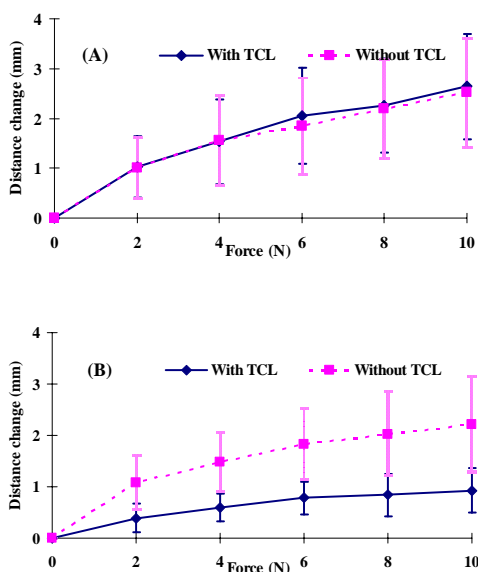 4
(A)
With TCL
Without TCL
3
2
1
0
Distance change (mm)
0
2
4
6
8
10
Force (N)
4
(B)
With TCL
Without TCL
3
2
1
0
Distance change (mm)
0
2
4
6
8
10
Force (N)